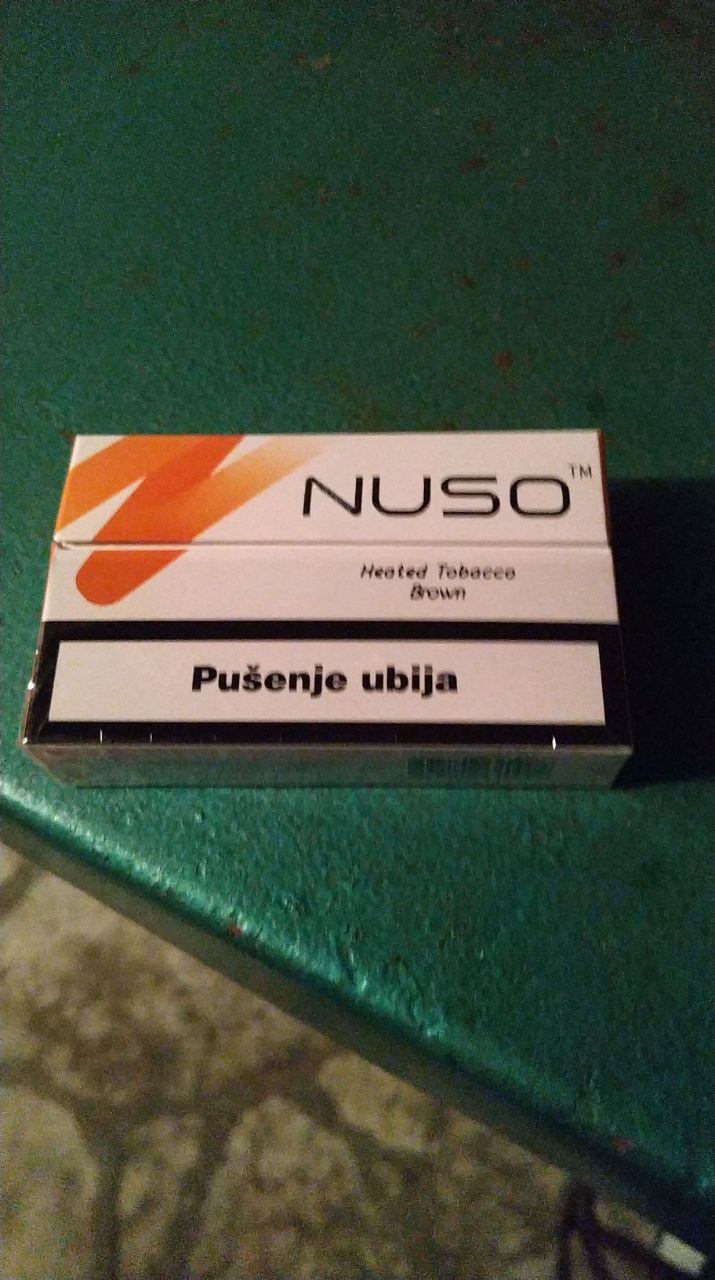 NUSO™
Heated Tobacco
Brown
Pušenje ubija